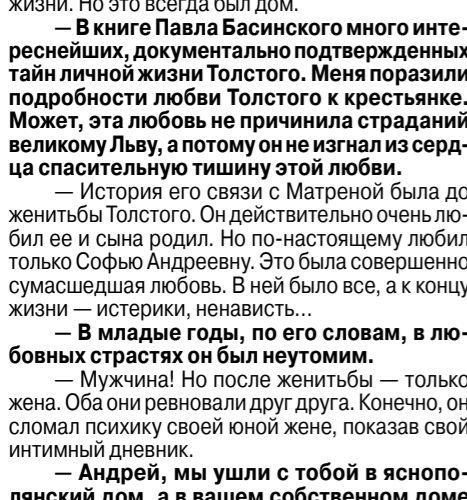 жизни. Но это всегда был дом.
— В книге Павла Басинского много инте-
реснейших, документально подтвержденных
тайн личной жизни Толстого. Меня поразили
подробности любви Толстого к крестьянке.
Может, эта любовь не причинила страданий
великому Льву, а потому он не изгнал из серд-
ца спасительную тишину этой любви.
— История его связи с Матреной была до
женитьбы Толстого. Он действительно очень лю-
бил ее и сына родил. Но по-настоящему любил
только Софью Андреевну. Это была совершенно
сумасшедшая любовь. В ней было все, а к концу
жизни — истерики, ненависть...
— В младые годы, по его словам, в лю-
бовных страстях он был неутомим.
— Мужчина! Но после женитьбы — только
жена. Оба они ревновали друг друга. Конечно, он
сломал психику своей юной жене, показав свой
интимный дневник.
— Андрей, мы ушли с тобой в яснопо-
лянский дом, а в вашем собственном доме